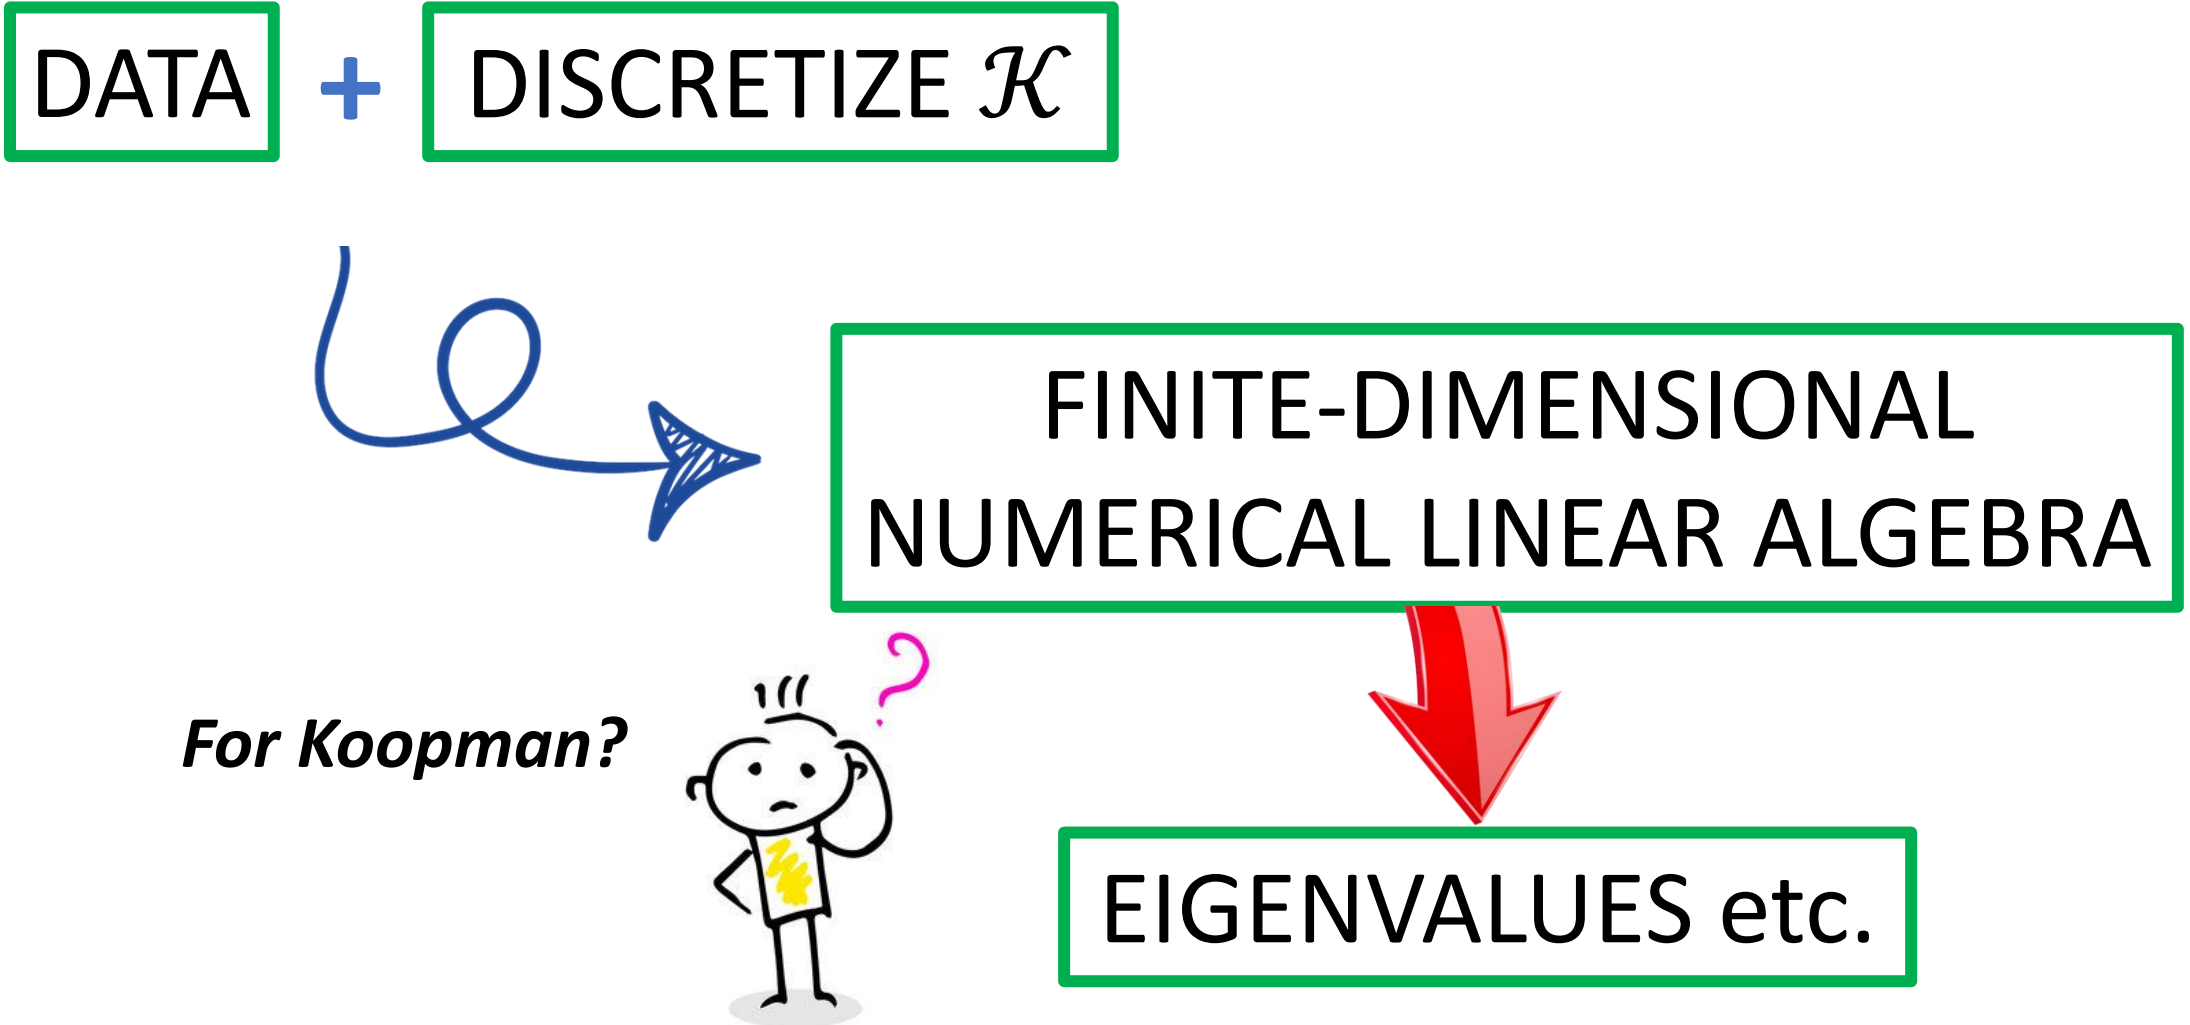 DATA + DISCRETIZE 𝒦
FINITE-DIMENSIONAL
NUMERICAL LINEAR ALGEBRA
?
For Koopman?
EIGENVALUES etc.